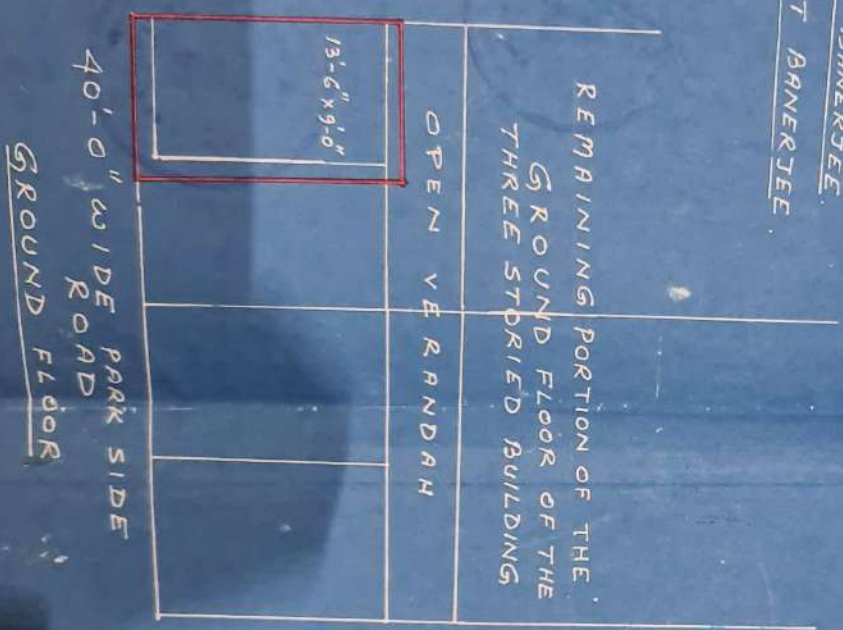 BANERJEE.
T BANERJEE.
REMAINING PORTION OF THE
GROUND FLOOR OF THE
THREE STORIED BUILDING
OPEN VERANDAH
13'-6" x 9'-0"
40'-0" WIDE PARK SIDE
ROAD
GROUND FLOOR